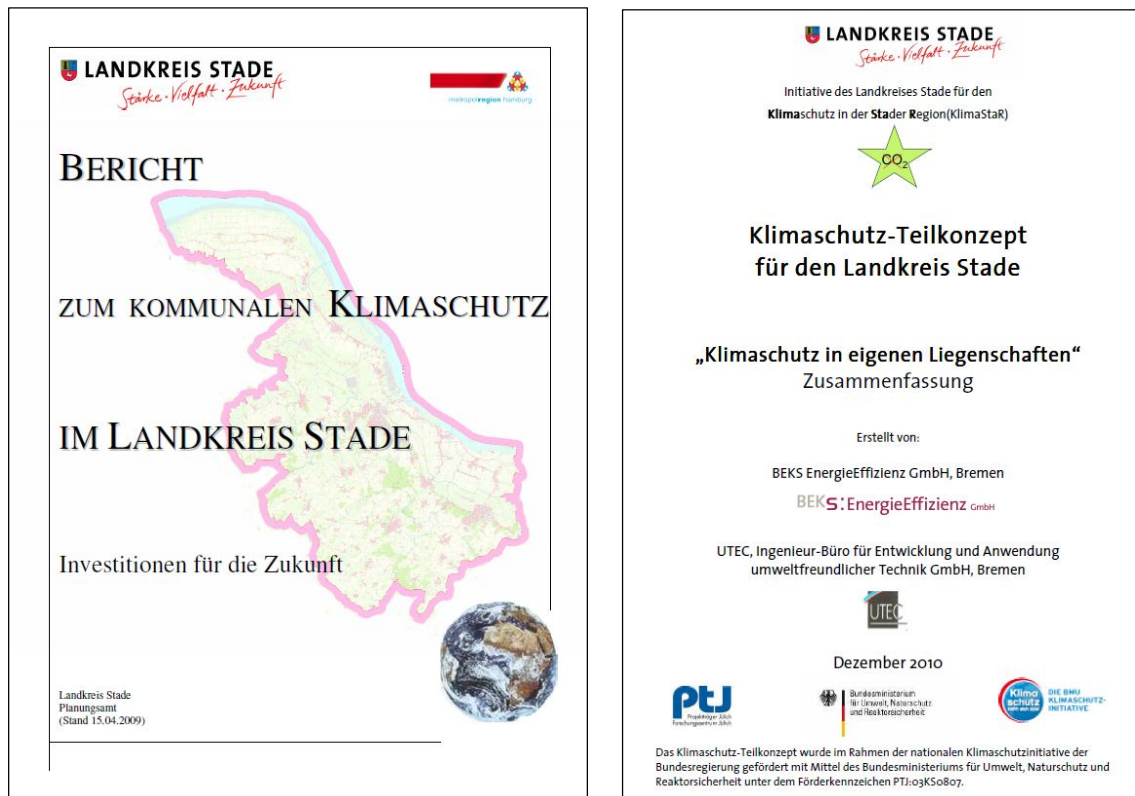 LANDKREIS STADE
Stärke · Vielfalt · Zukunft
metropolregion hamburg
BERICHT
ZUM KOMMUNALEN KLIMASCHUTZ
IM LANDKREIS STADE
Investitionen für die Zukunft
Landkreis Stade
Planungsamt
(Stand 15.04.2009)
LANDKREIS STADE
Stärke · Vielfalt · Zukunft
Initiative des Landkreises Stade für den
Klimaschutz in der Stader Region(KlimaStaR)
CO₂
Klimaschutz-Teilkonzept
für den Landkreis Stade
„Klimaschutz in eigenen Liegenschaften“
Zusammenfassung
Erstellt von:
BEKS EnergieEffizienz GmbH, Bremen
BEKS:EnergieEffizienz GmbH
UTEC, Ingenieur-Büro für Entwicklung und Anwendung
umweltfreundlicher Technik GmbH, Bremen
UTEC
Dezember 2010
ptJ
Projektträger Jülich
Forschungszentrum Jülich
Bundesministerium
für Umwelt, Naturschutz
und Reaktorsicherheit
Klima
schutz
DIE BMU
KLIMASCHUTZ-
INITIATIVE
Das Klimaschutz-Teilkonzept wurde im Rahmen der nationalen Klimaschutzinitiative der
Bundesregierung gefördert mit Mittel des Bundesministeriums für Umwelt, Naturschutz und
Reaktorsicherheit unter dem Förderkennzeichen PTJ:03KS0807.